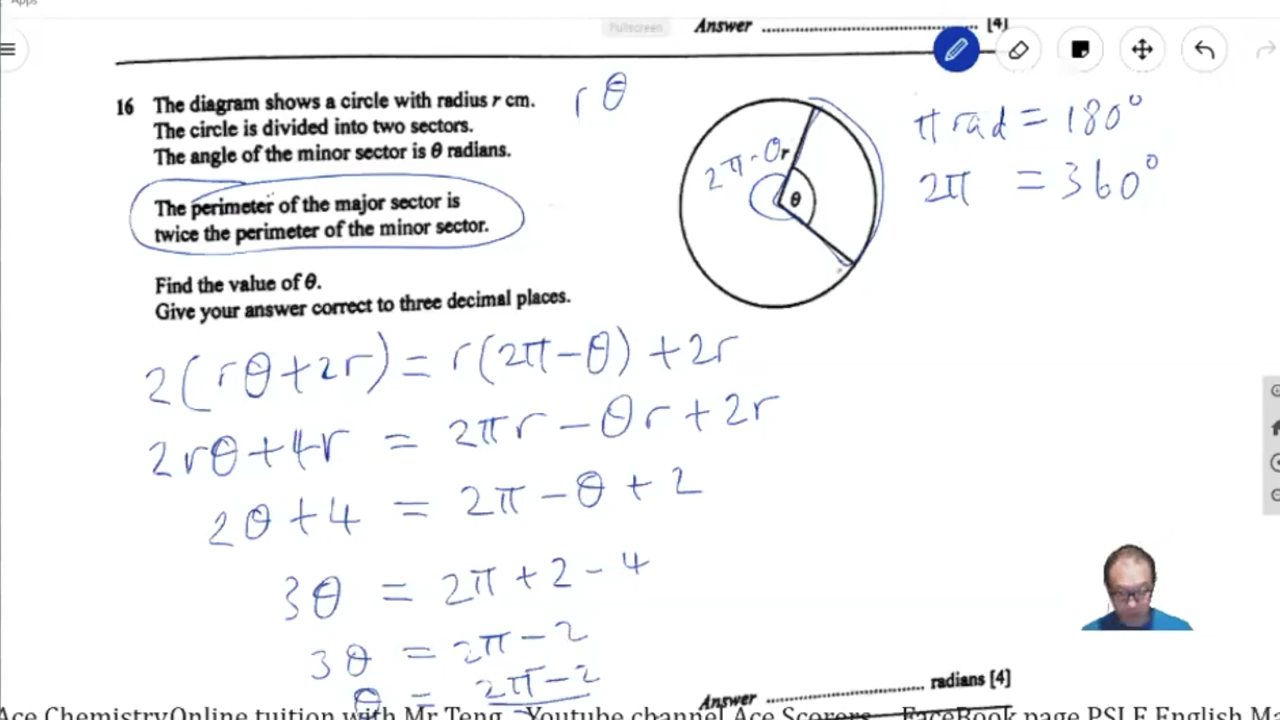 Apps
Fullscreen
Answer ........................................ [4]
16 The diagram shows a circle with radius r cm.
The circle is divided into two sectors.
The angle of the minor sector is θ radians.
The perimeter of the major sector is
twice the perimeter of the minor sector.
Find the value of θ.
Give your answer correct to three decimal places.
rθ
2π-θ
r
θ
π rad = 180°
2π = 360°
2(rθ+2r) = r(2π-θ)+2r
2rθ+4r = 2πr-θr+2r
2θ+4 = 2π-θ+2
3θ = 2π+2-4
3θ = 2π-2
θ = 2π-2
Answer ........................................ radians [4]
Ace ChemistryOnline tuition with Mr Teng Youtube channel Ace Scorers FaceBook page PSLE English Ma